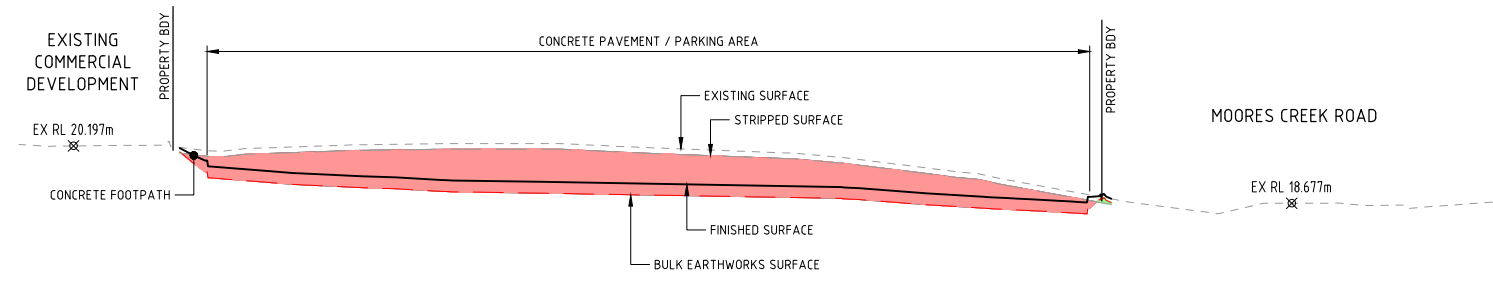 EXISTING
COMMERCIAL
DEVELOPMENT
PROPERTY BDY
CONCRETE PAVEMENT / PARKING AREA
PROPERTY BDY
EXISTING SURFACE
STRIPPED SURFACE
MOORES CREEK ROAD
EX RL 20.197m
EX RL 18.677m
CONCRETE FOOTPATH
FINISHED SURFACE
BULK EARTHWORKS SURFACE